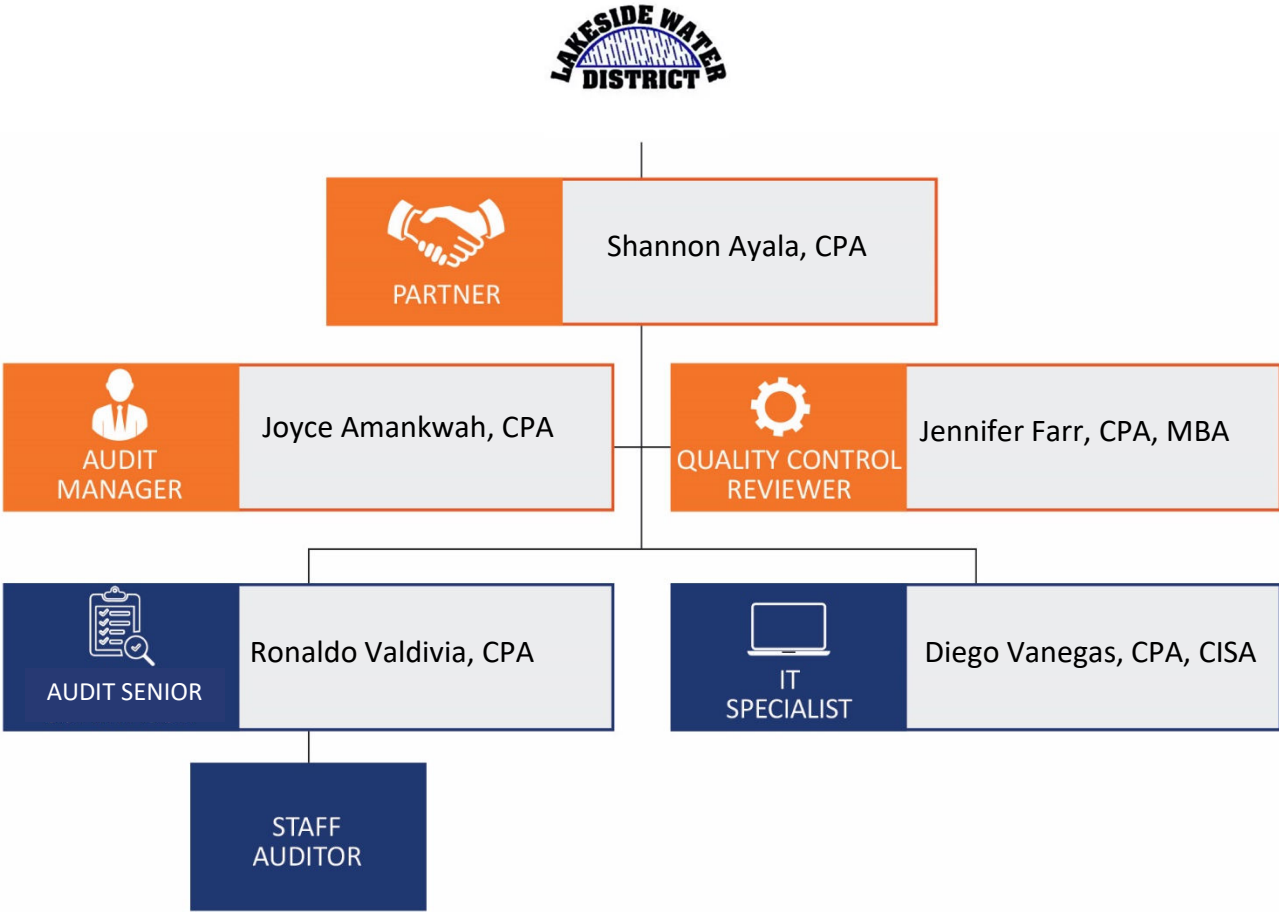 LAKESIDE WATER
DISTRICT
Shannon Ayala, CPA
PARTNER
Joyce Amankwah, CPA
AUDIT
MANAGER
Jennifer Farr, CPA, MBA
QUALITY CONTROL
REVIEWER
Ronaldo Valdivia, CPA
AUDIT SENIOR
Diego Vanegas, CPA, CISA
IT
SPECIALIST
STAFF
AUDITOR